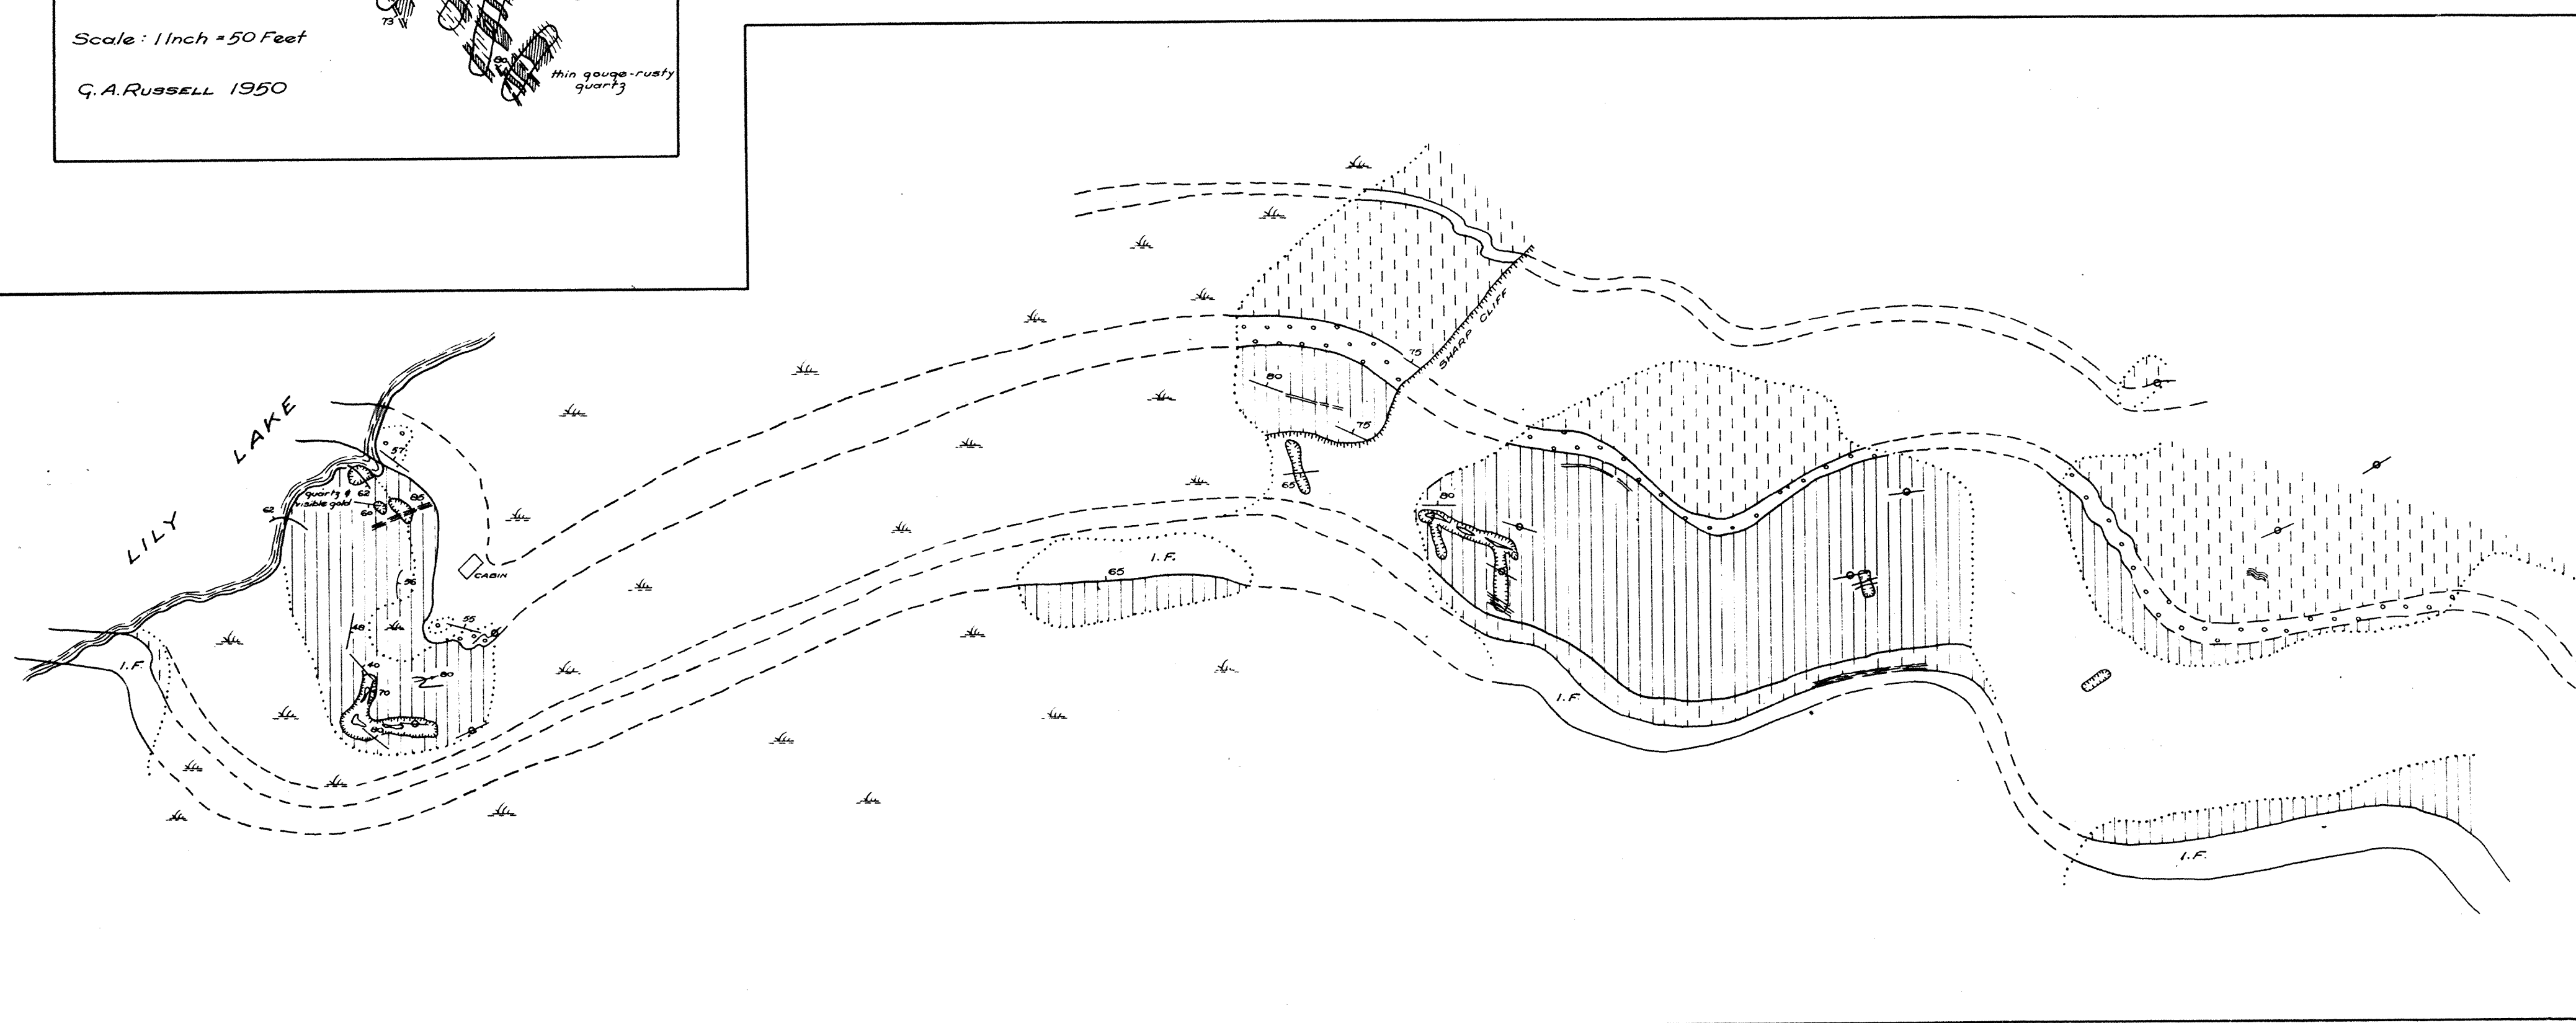 73
Scale: 1 Inch = 50 Feet
80
thin gouge-rusty
quartz
G. A. RUSSELL 1950
LILY LAKE
57
quartz &
visible gold
62
60
85
62
56
CABIN
48
55
40
70
80
80
I.F.
I.F.
65
80
75
75
SHARP CLIFF
65
80
I.F.
I.F.